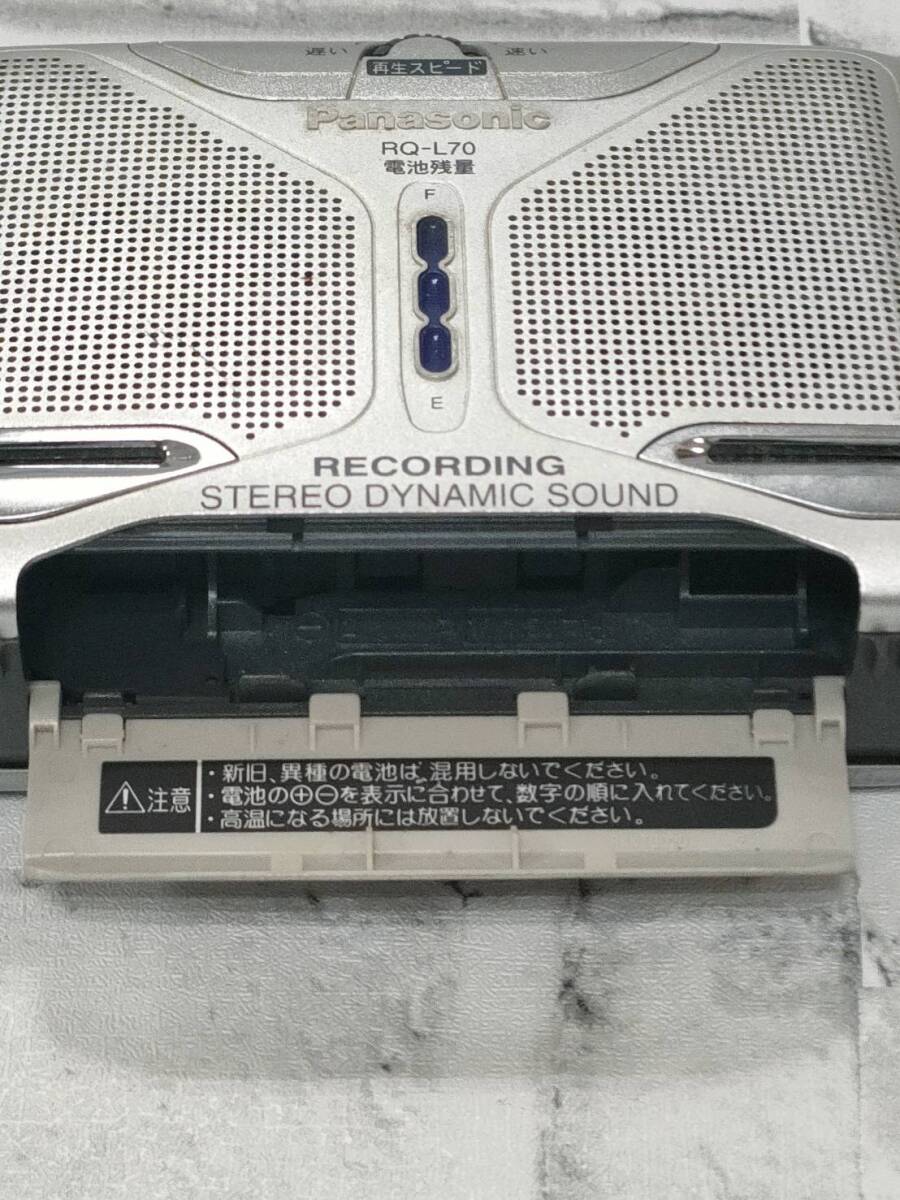 遅い 速い
再生スピード
Panasonic
RQ-L70
電池残量
F
E
RECORDING
STEREO DYNAMIC SOUND
注意
・新旧、異種の電池は、混用しないでください。
・電池の⊕⊖を表示に合わせて、数字の順に入れてください。
・高温になる場所には放置しないでください。